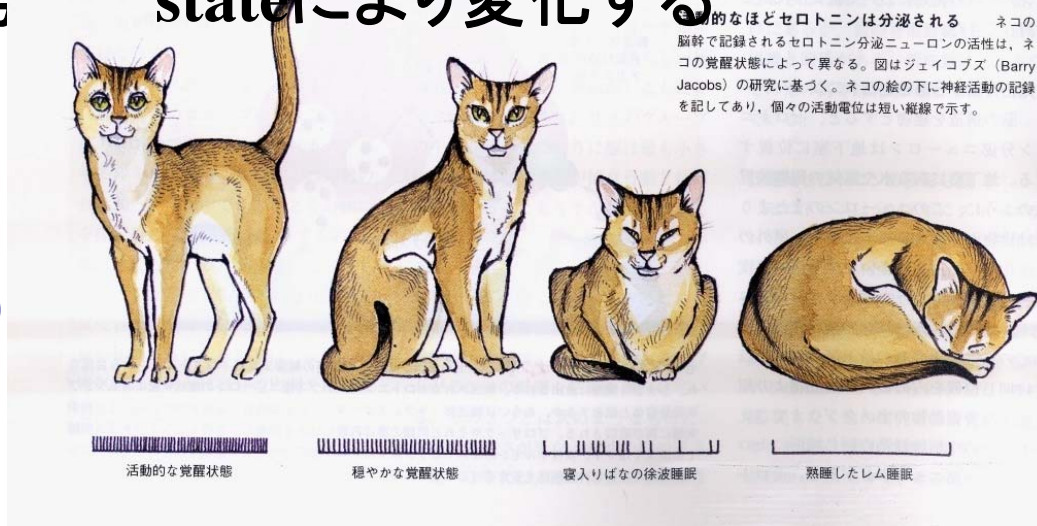 stateにより変化する
動的なほどセロトニンは分泌される ネコの
脳幹で記録されるセロトニン分泌ニューロンの活性は、ネ
コの覚醒状態によって異なる。図はジェイコブズ（Barry
Jacobs）の研究に基づく。ネコの絵の下に神経活動の記録
を記してあり，個々の活動電位は短い縦線で示す。
活動的な覚醒状態
穏やかな覚醒状態
寝入りばなの徐波睡眠
熟睡したレム睡眠